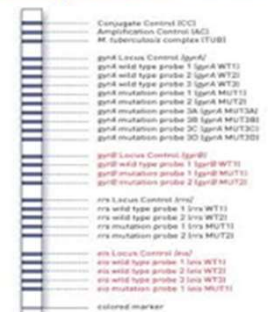 Conjugate Control (CC)
Amplification Control (AC)
M. tuberculosis complex (TUB)
gyrA Locus Control (gyrA)
gyrA wild type probe 1 (gyrA WT1)
gyrA wild type probe 2 (gyrA WT2)
gyrA wild type probe 3 (gyrA WT3)
gyrA mutation probe 1 (gyrA MUT1)
gyrA mutation probe 2 (gyrA MUT2)
gyrA mutation probe 3A (gyrA MUT3A)
gyrA mutation probe 3B (gyrA MUT3B)
gyrA mutation probe 3C (gyrA MUT3C)
gyrA mutation probe 3D (gyrA MUT3D)
gyrB Locus Control (gyrB)
gyrB wild type probe 1 (gyrB WT1)
gyrB mutation probe 1 (gyrB MUT1)
gyrB mutation probe 2 (gyrB MUT2)
rrs Locus Control (rrs)
rrs wild type probe 1 (rrs WT1)
rrs wild type probe 2 (rrs WT2)
rrs mutation probe 1 (rrs MUT1)
rrs mutation probe 2 (rrs MUT2)
eis Locus Control (eis)
eis wild type probe 1 (eis WT1)
eis wild type probe 2 (eis WT2)
eis wild type probe 3 (eis WT3)
eis mutation probe 1 (eis MUT1)
colored marker